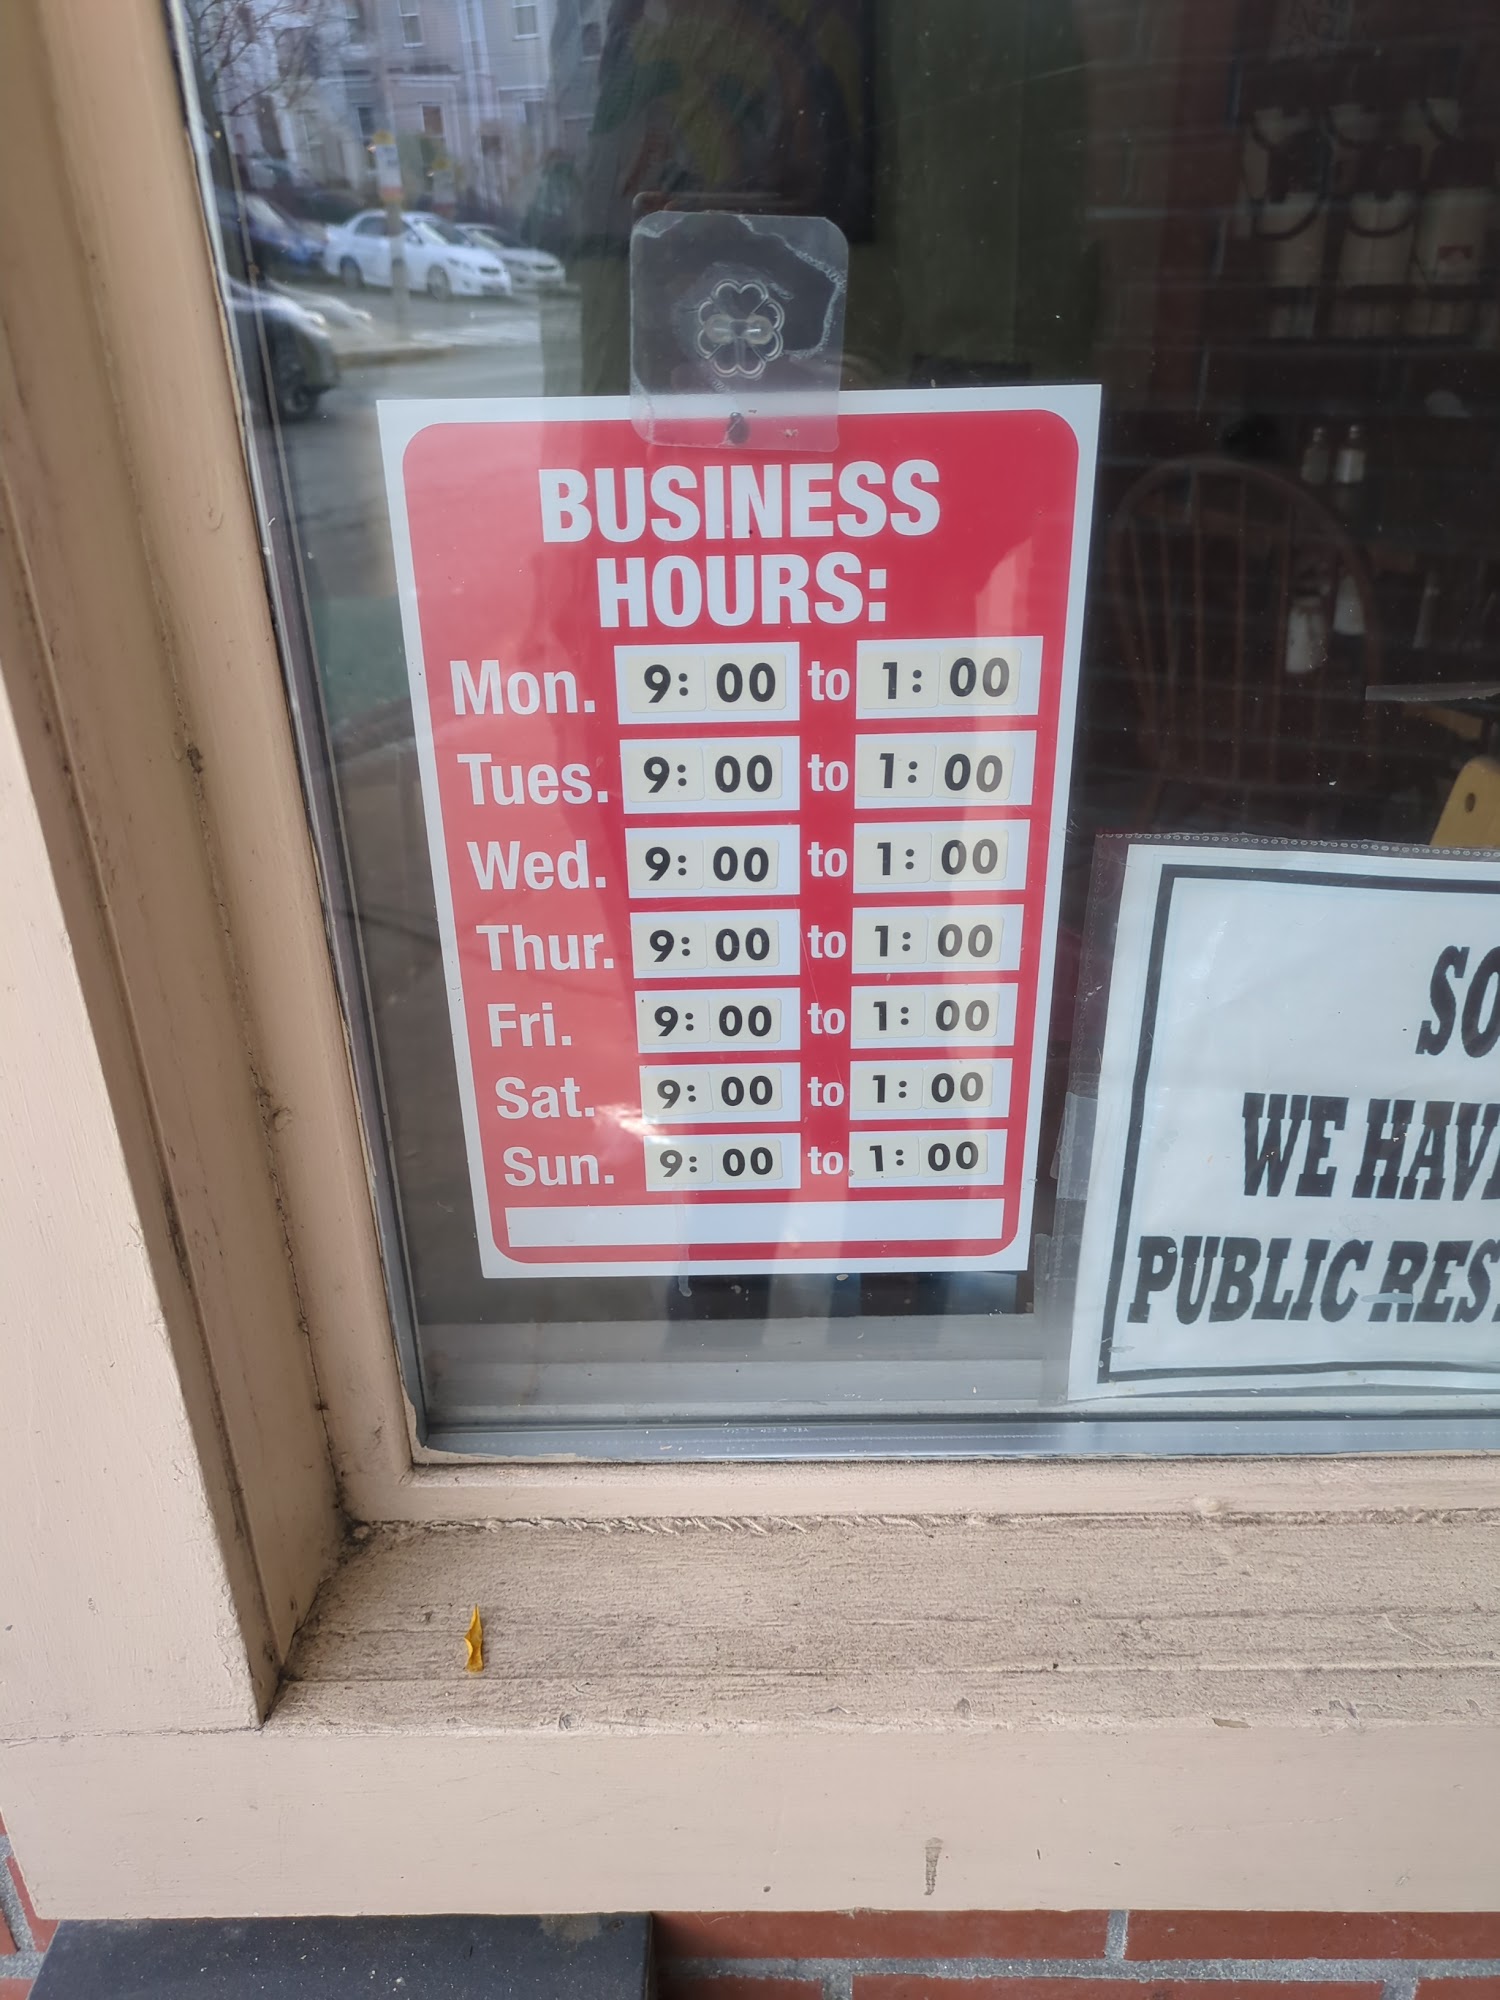 BUSINESS
HOURS:
Mon. 9:00 to 1:00
Tues. 9:00 to 1:00
Wed. 9:00 to 1:00
Thur. 9:00 to 1:00
Fri. 9:00 to 1:00
Sat. 9:00 to 1:00
Sun. 9:00 to 1:00
SO
WE HAV
PUBLIC RES